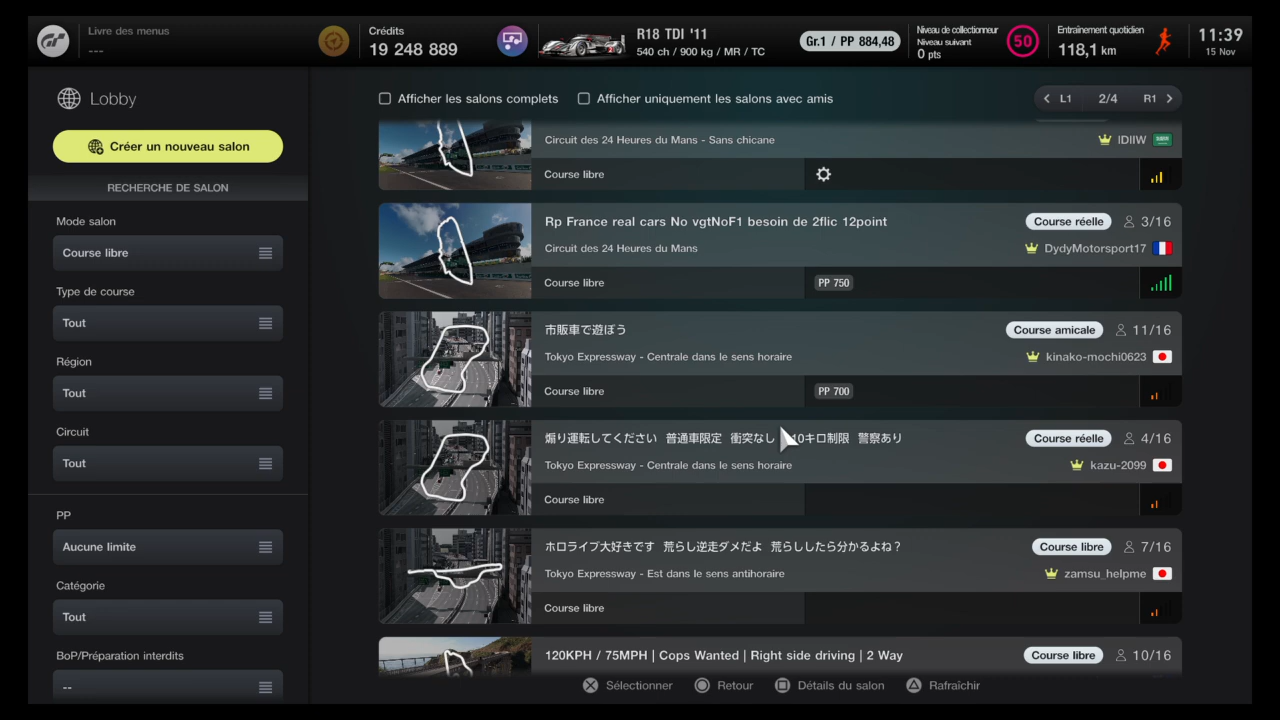 Livre des menus
---
Crédits
19 248 889
R18 TDI '11
540 ch / 900 kg / MR / TC
Gr.1 / PP 884,48
Niveau de collectionneur
Niveau suivant
0 pts
50
Entraînement quotidien
118,1 km
11:39
15 Nov
Lobby
Créer un nouveau salon
RECHERCHE DE SALON
Mode salon
Course libre
Type de course
Tout
Région
Tout
Circuit
Tout
PP
Aucune limite
Catégorie
Tout
BoP/Préparation interdits
--
Afficher les salons complets
Afficher uniquement les salons avec amis
L1 2/4 R1
Circuit des 24 Heures du Mans - Sans chicane
IDIIW
Course libre
Rp France real cars No vgtNoF1 besoin de 2flic 12point
Course réelle 3/16
Circuit des 24 Heures du Mans
DydyMotorsport17
Course libre
PP 750
市販車で遊ぼう
Course amicale 11/16
Tokyo Expressway - Centrale dans le sens horaire
kinako-mochi0623
Course libre
PP 700
煽り運転してください 普通車限定 衝突なし 10キロ制限 警察あり
Course réelle 4/16
Tokyo Expressway - Centrale dans le sens horaire
kazu-2099
Course libre
ホロライブ大好きです 荒らし逆走ダメだよ 荒らししたら分かるよね？
Course libre 7/16
Tokyo Expressway - Est dans le sens antihoraire
zamsu_helpme
Course libre
120KPH / 75MPH | Cops Wanted | Right side driving | 2 Way
Course libre 10/16
Sélectionner
Retour
Détails du salon
Rafraîchir